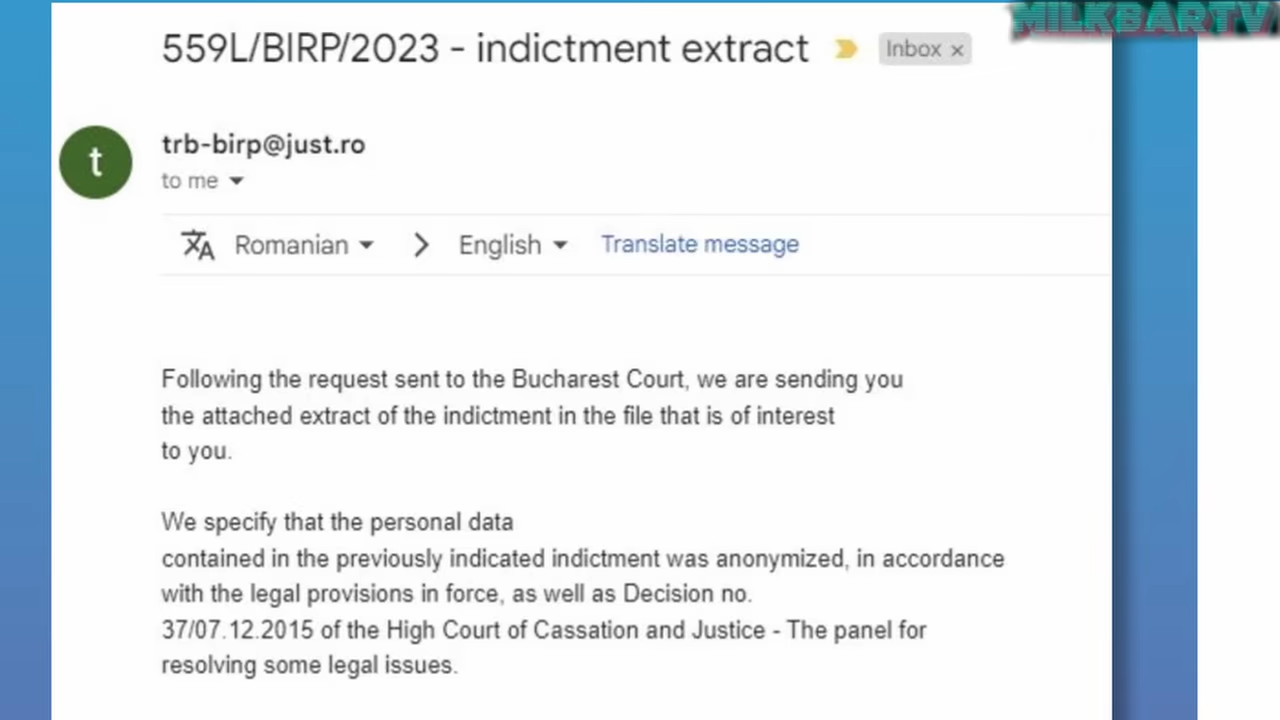 MILKBARTV
559L/BIRP/2023 - indictment extract Inbox ×
t
trb-birp@just.ro
to me
Romanian > English Translate message
Following the request sent to the Bucharest Court, we are sending you
the attached extract of the indictment in the file that is of interest
to you.
We specify that the personal data
contained in the previously indicated indictment was anonymized, in accordance
with the legal provisions in force, as well as Decision no.
37/07.12.2015 of the High Court of Cassation and Justice - The panel for
resolving some legal issues.